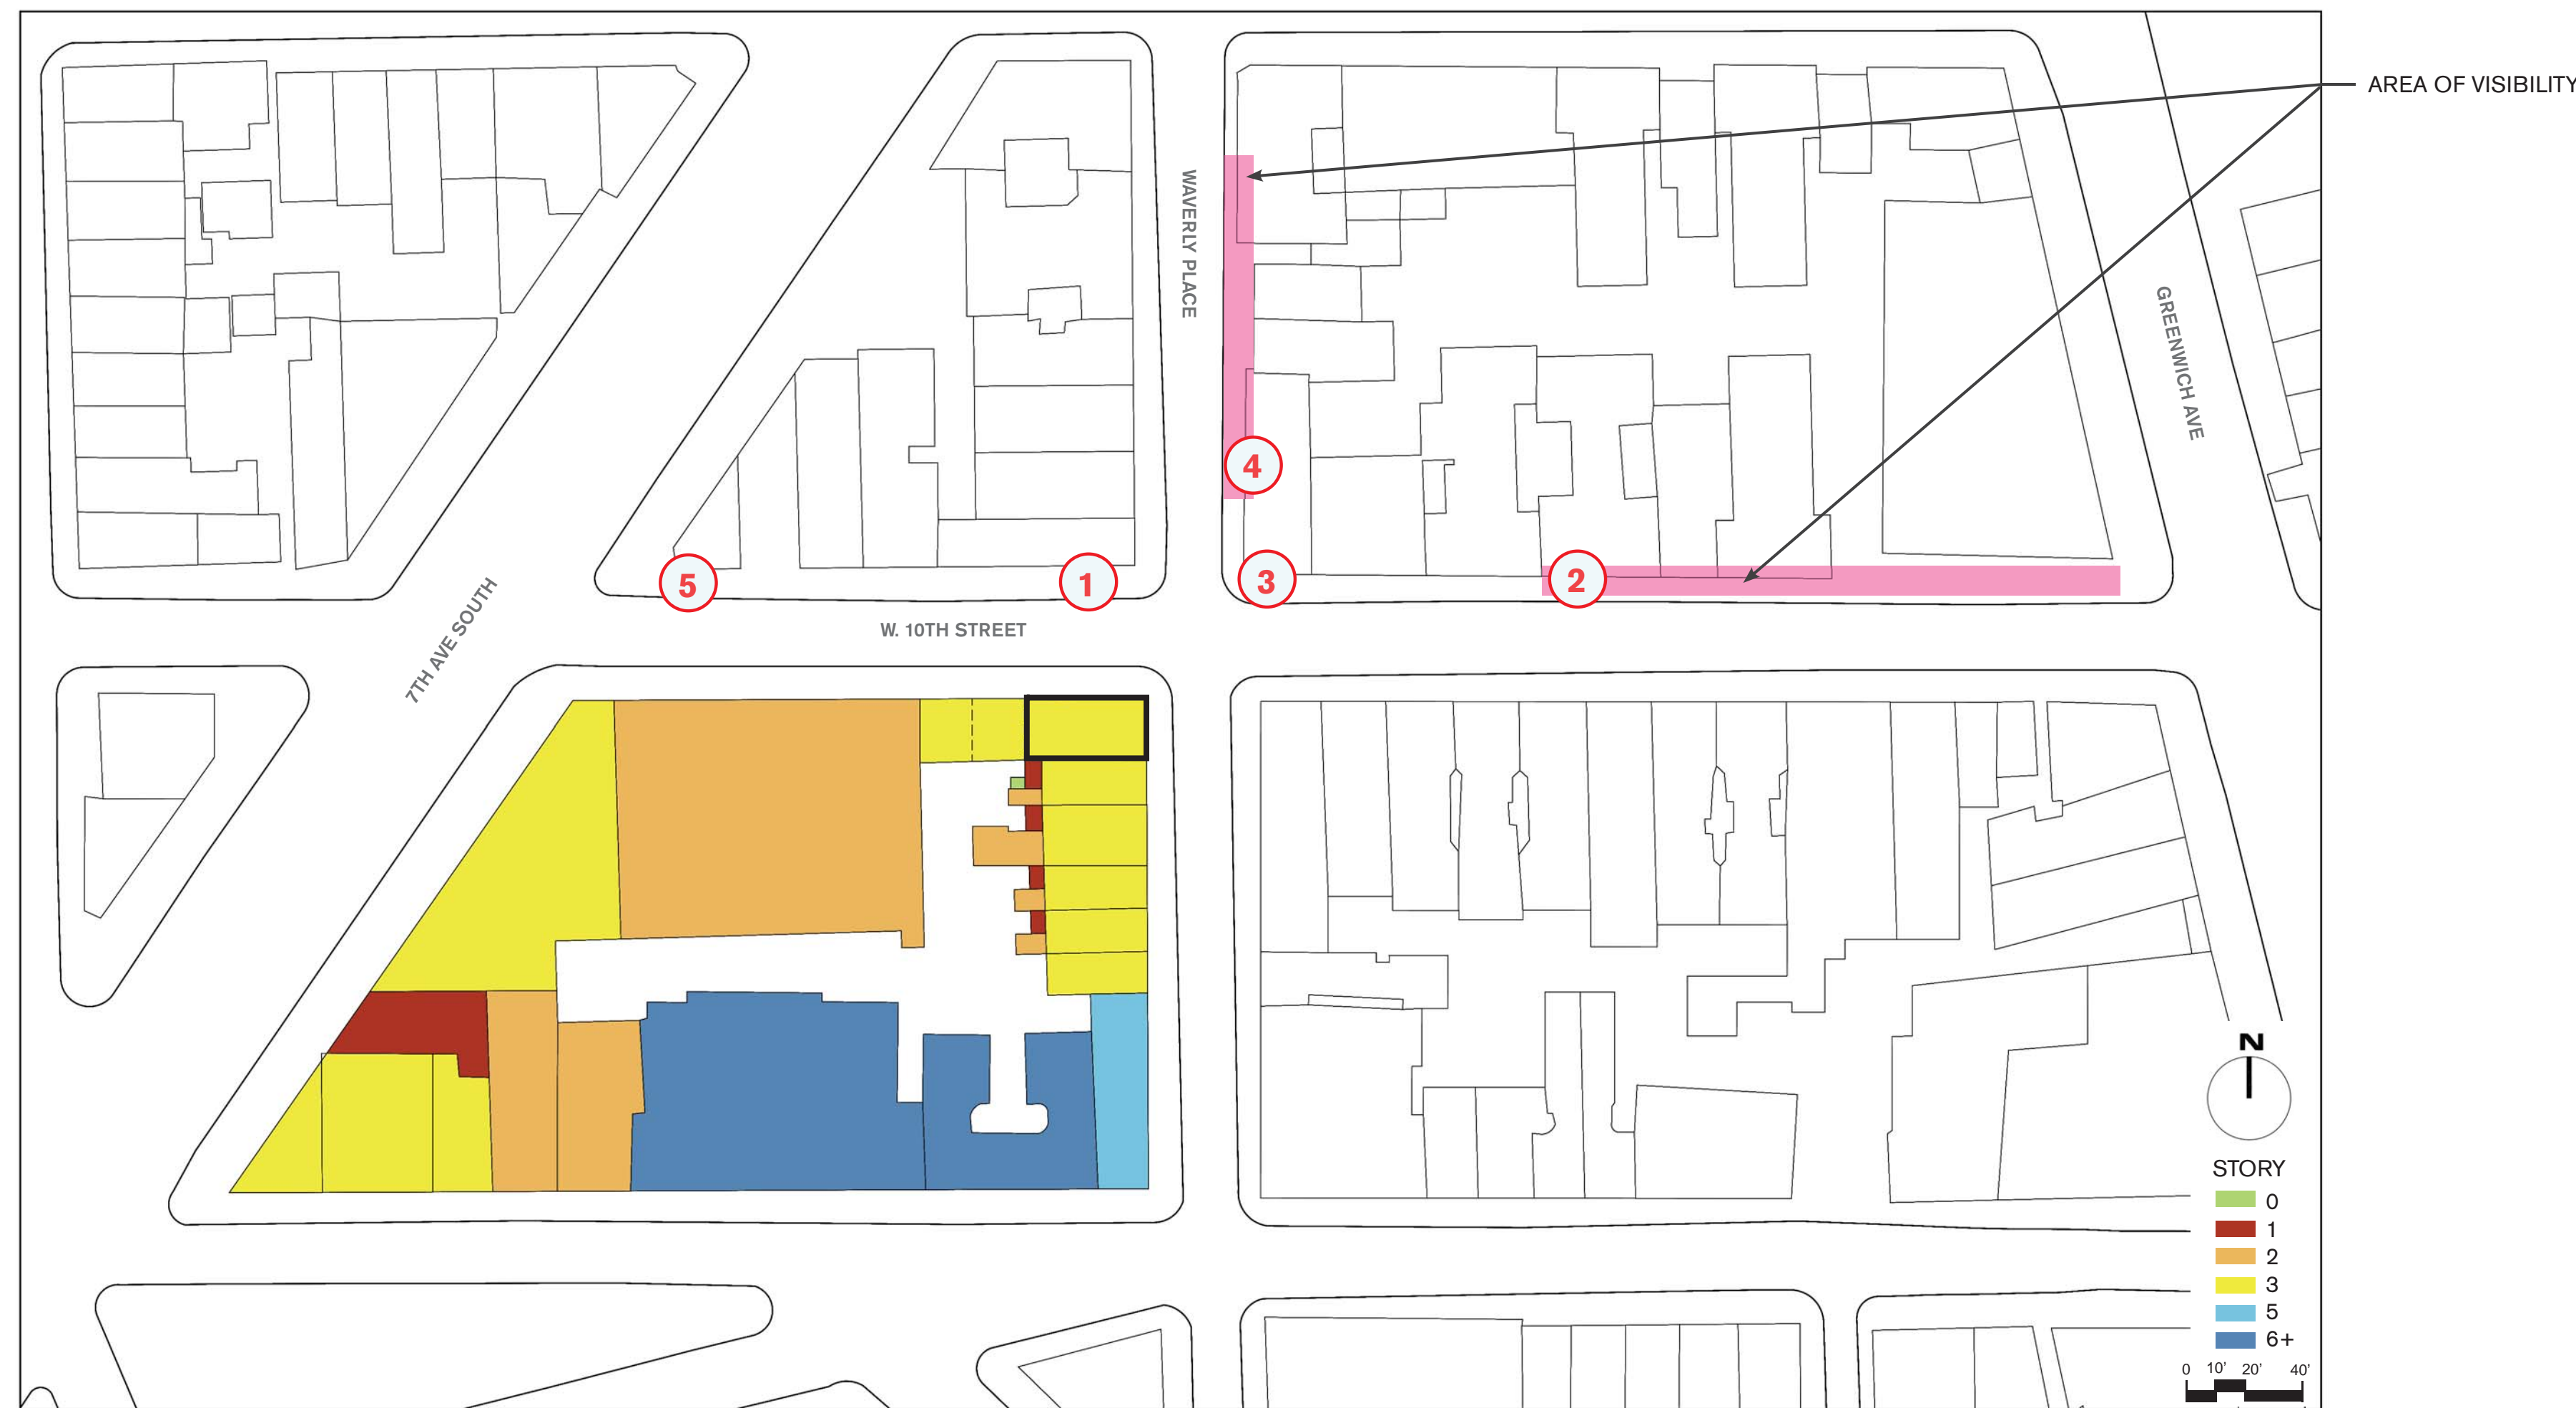 AREA OF VISIBILITY
WAVERLY PLACE
GREENWICH AVE
4
5
1
3
2
W. 10TH STREET
7TH AVE SOUTH
N
STORY
0
1
2
3
5
6+
0 10' 20' 40'